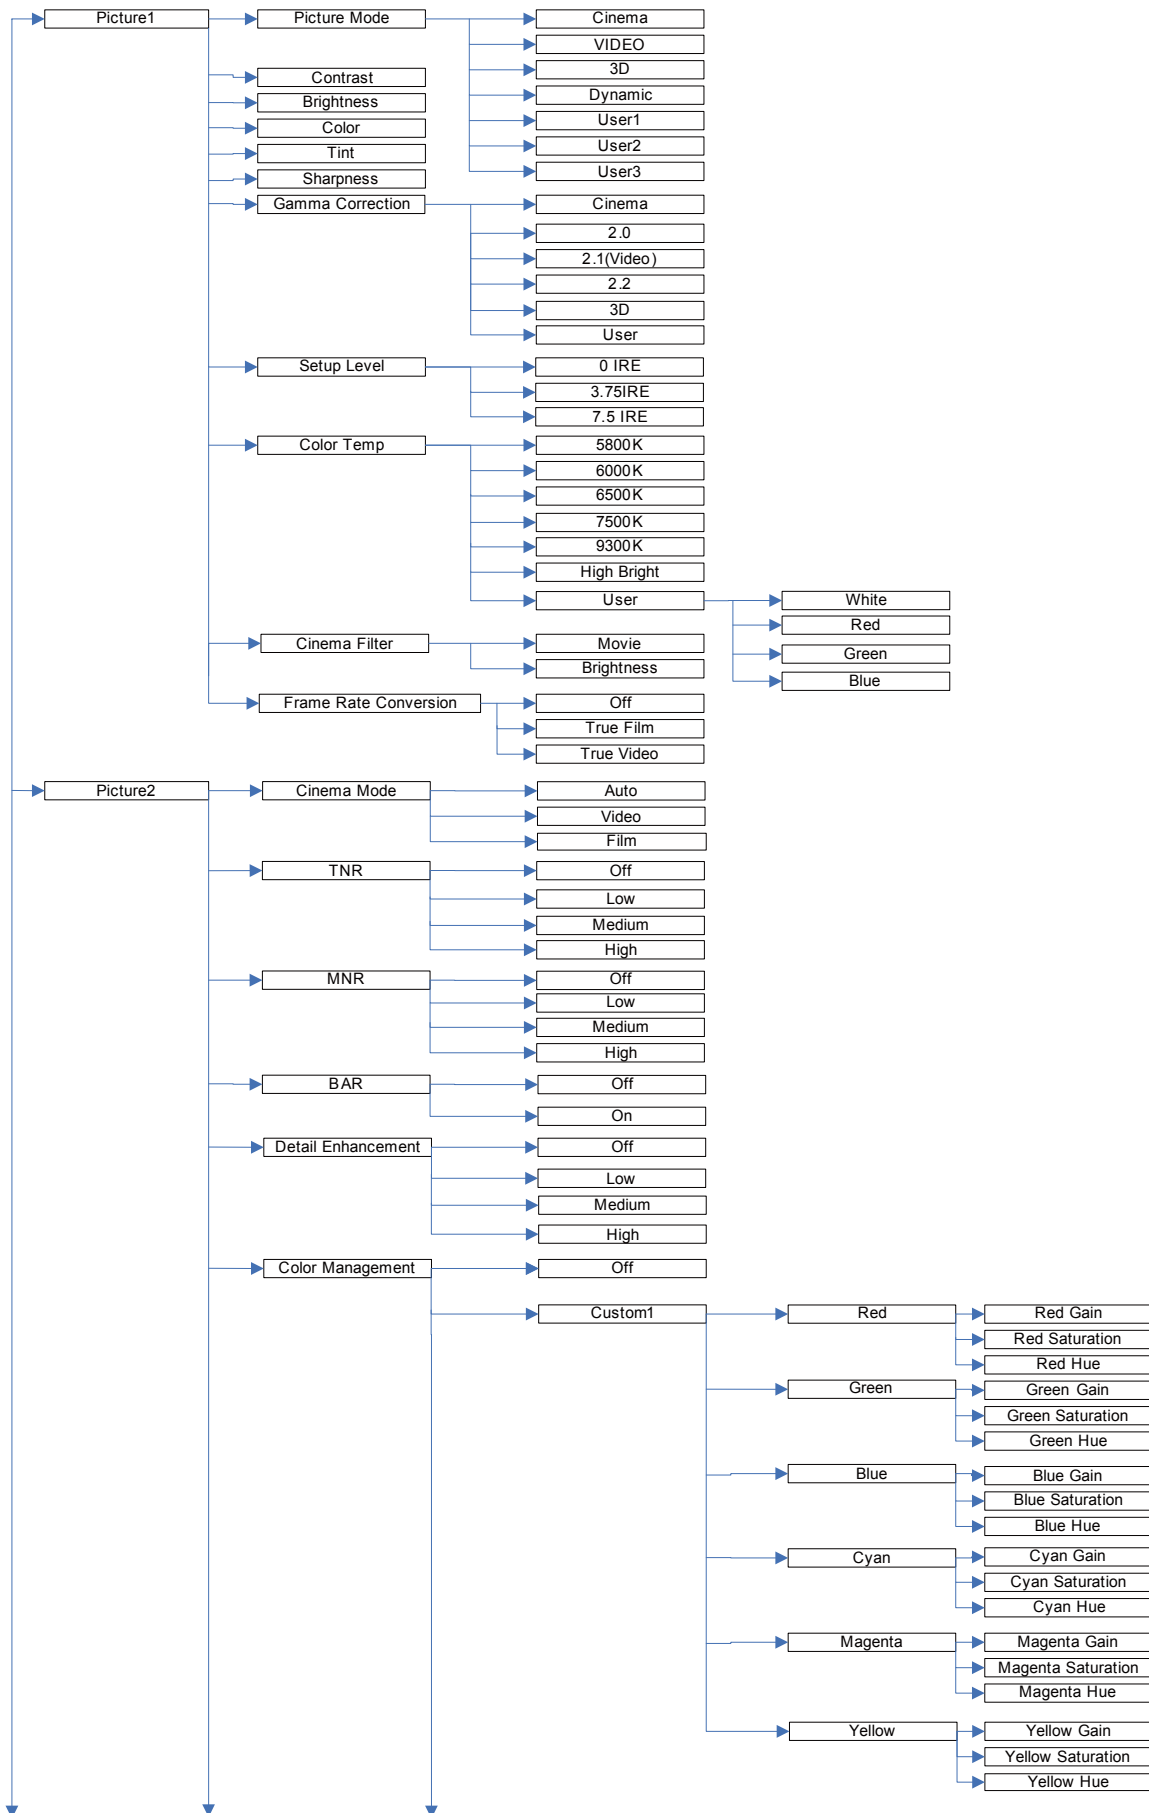 Picture1
Picture Mode
Cinema
VIDEO
3D
Dynamic
User1
User2
User3
Contrast
Brightness
Color
Tint
Sharpness
Gamma Correction
Cinema
2.0
2.1(Video)
2.2
3D
User
Setup Level
0 IRE
3.75IRE
7.5 IRE
Color Temp
5800K
6000K
6500K
7500K
9300K
High Bright
User
White
Red
Green
Blue
Cinema Filter
Movie
Brightness
Frame Rate Conversion
Off
True Film
True Video
Picture2
Cinema Mode
Auto
Video
Film
TNR
Off
Low
Medium
High
MNR
Off
Low
Medium
High
BAR
Off
On
Detail Enhancement
Off
Low
Medium
High
Color Management
Off
Custom1
Red
Red Gain
Red Saturation
Red Hue
Green
Green Gain
Green Saturation
Green Hue
Blue
Blue Gain
Blue Saturation
Blue Hue
Cyan
Cyan Gain
Cyan Saturation
Cyan Hue
Magenta
Magenta Gain
Magenta Saturation
Magenta Hue
Yellow
Yellow Gain
Yellow Saturation
Yellow Hue